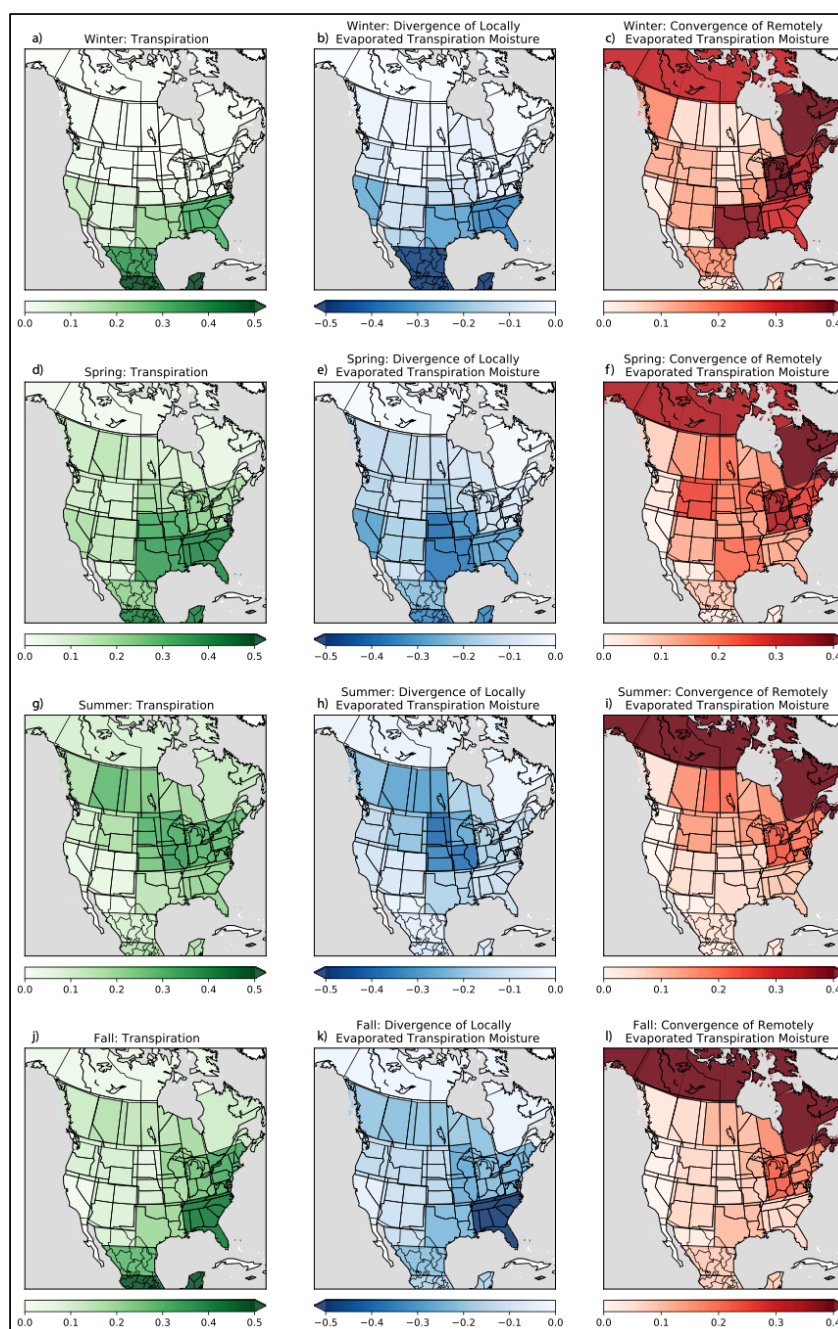 a) Winter: Transpiration
b) Winter: Divergence of Locally
Evaporated Transpiration Moisture
c) Winter: Convergence of Remotely
Evaporated Transpiration Moisture
0.0 0.1 0.2 0.3 0.4 0.5
−0.5 −0.4 −0.3 −0.2 −0.1 0.0
0.0 0.1 0.2 0.3 0.4
d) Spring: Transpiration
e) Spring: Divergence of Locally
Evaporated Transpiration Moisture
f) Spring: Convergence of Remotely
Evaporated Transpiration Moisture
0.0 0.1 0.2 0.3 0.4 0.5
−0.5 −0.4 −0.3 −0.2 −0.1 0.0
0.0 0.1 0.2 0.3 0.4
g) Summer: Transpiration
h) Summer: Divergence of Locally
Evaporated Transpiration Moisture
i) Summer: Convergence of Remotely
Evaporated Transpiration Moisture
0.0 0.1 0.2 0.3 0.4 0.5
−0.5 −0.4 −0.3 −0.2 −0.1 0.0
0.0 0.1 0.2 0.3 0.4
j) Fall: Transpiration
k) Fall: Divergence of Locally
Evaporated Transpiration Moisture
l) Fall: Convergence of Remotely
Evaporated Transpiration Moisture
0.0 0.1 0.2 0.3 0.4 0.5
−0.5 −0.4 −0.3 −0.2 −0.1 0.0
0.0 0.1 0.2 0.3 0.4